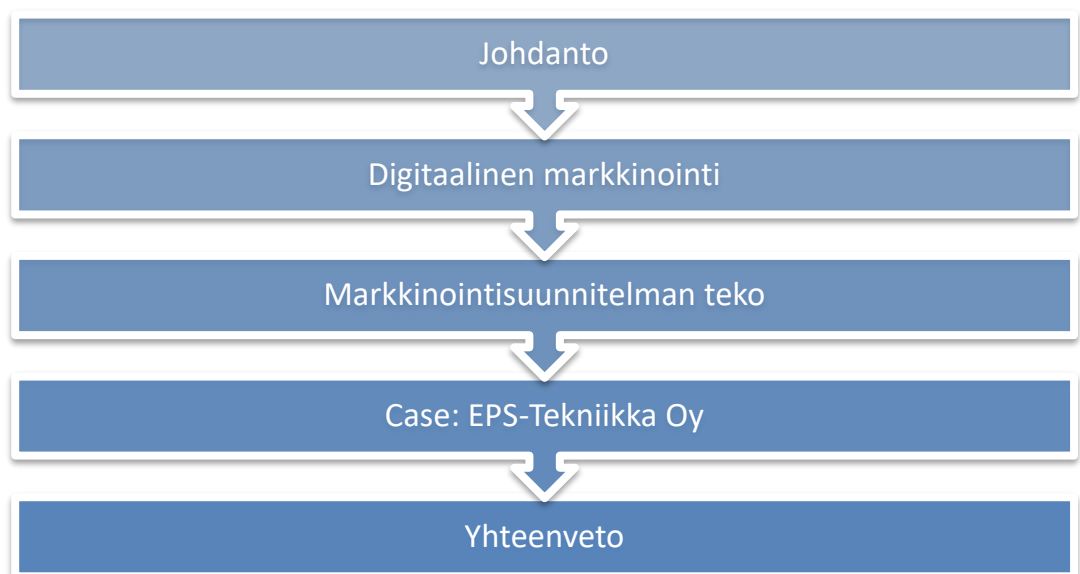 Johdanto
Digitaalinen markkinointi
Markkinointisuunnitelman teko
Case: EPS-Tekniikka Oy
Yhteenveto